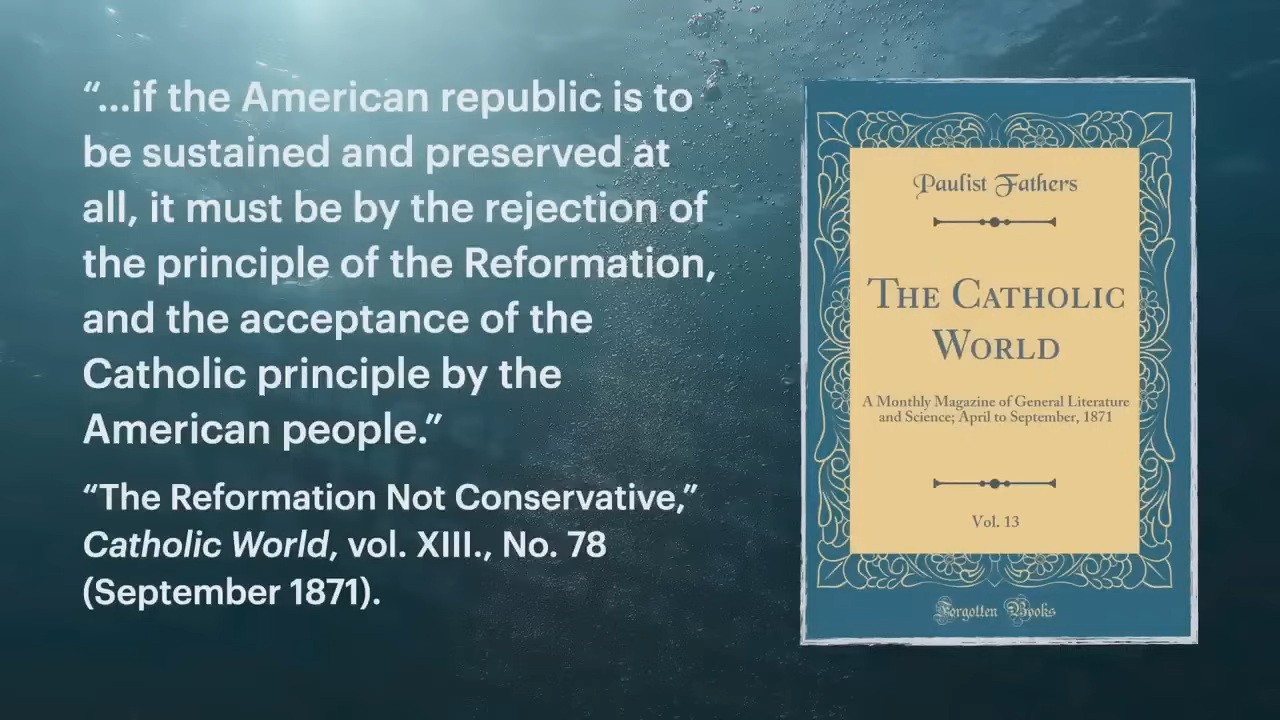 “...if the American republic is to
be sustained and preserved at
all, it must be by the rejection of
the principle of the Reformation,
and the acceptance of the
Catholic principle by the
American people.”
“The Reformation Not Conservative,”
Catholic World, vol. XIII., No. 78
(September 1871).
Paulist Fathers
The Catholic
World
A Monthly Magazine of General Literature
and Science; April to September, 1871
Vol. 13
Forgotten Books